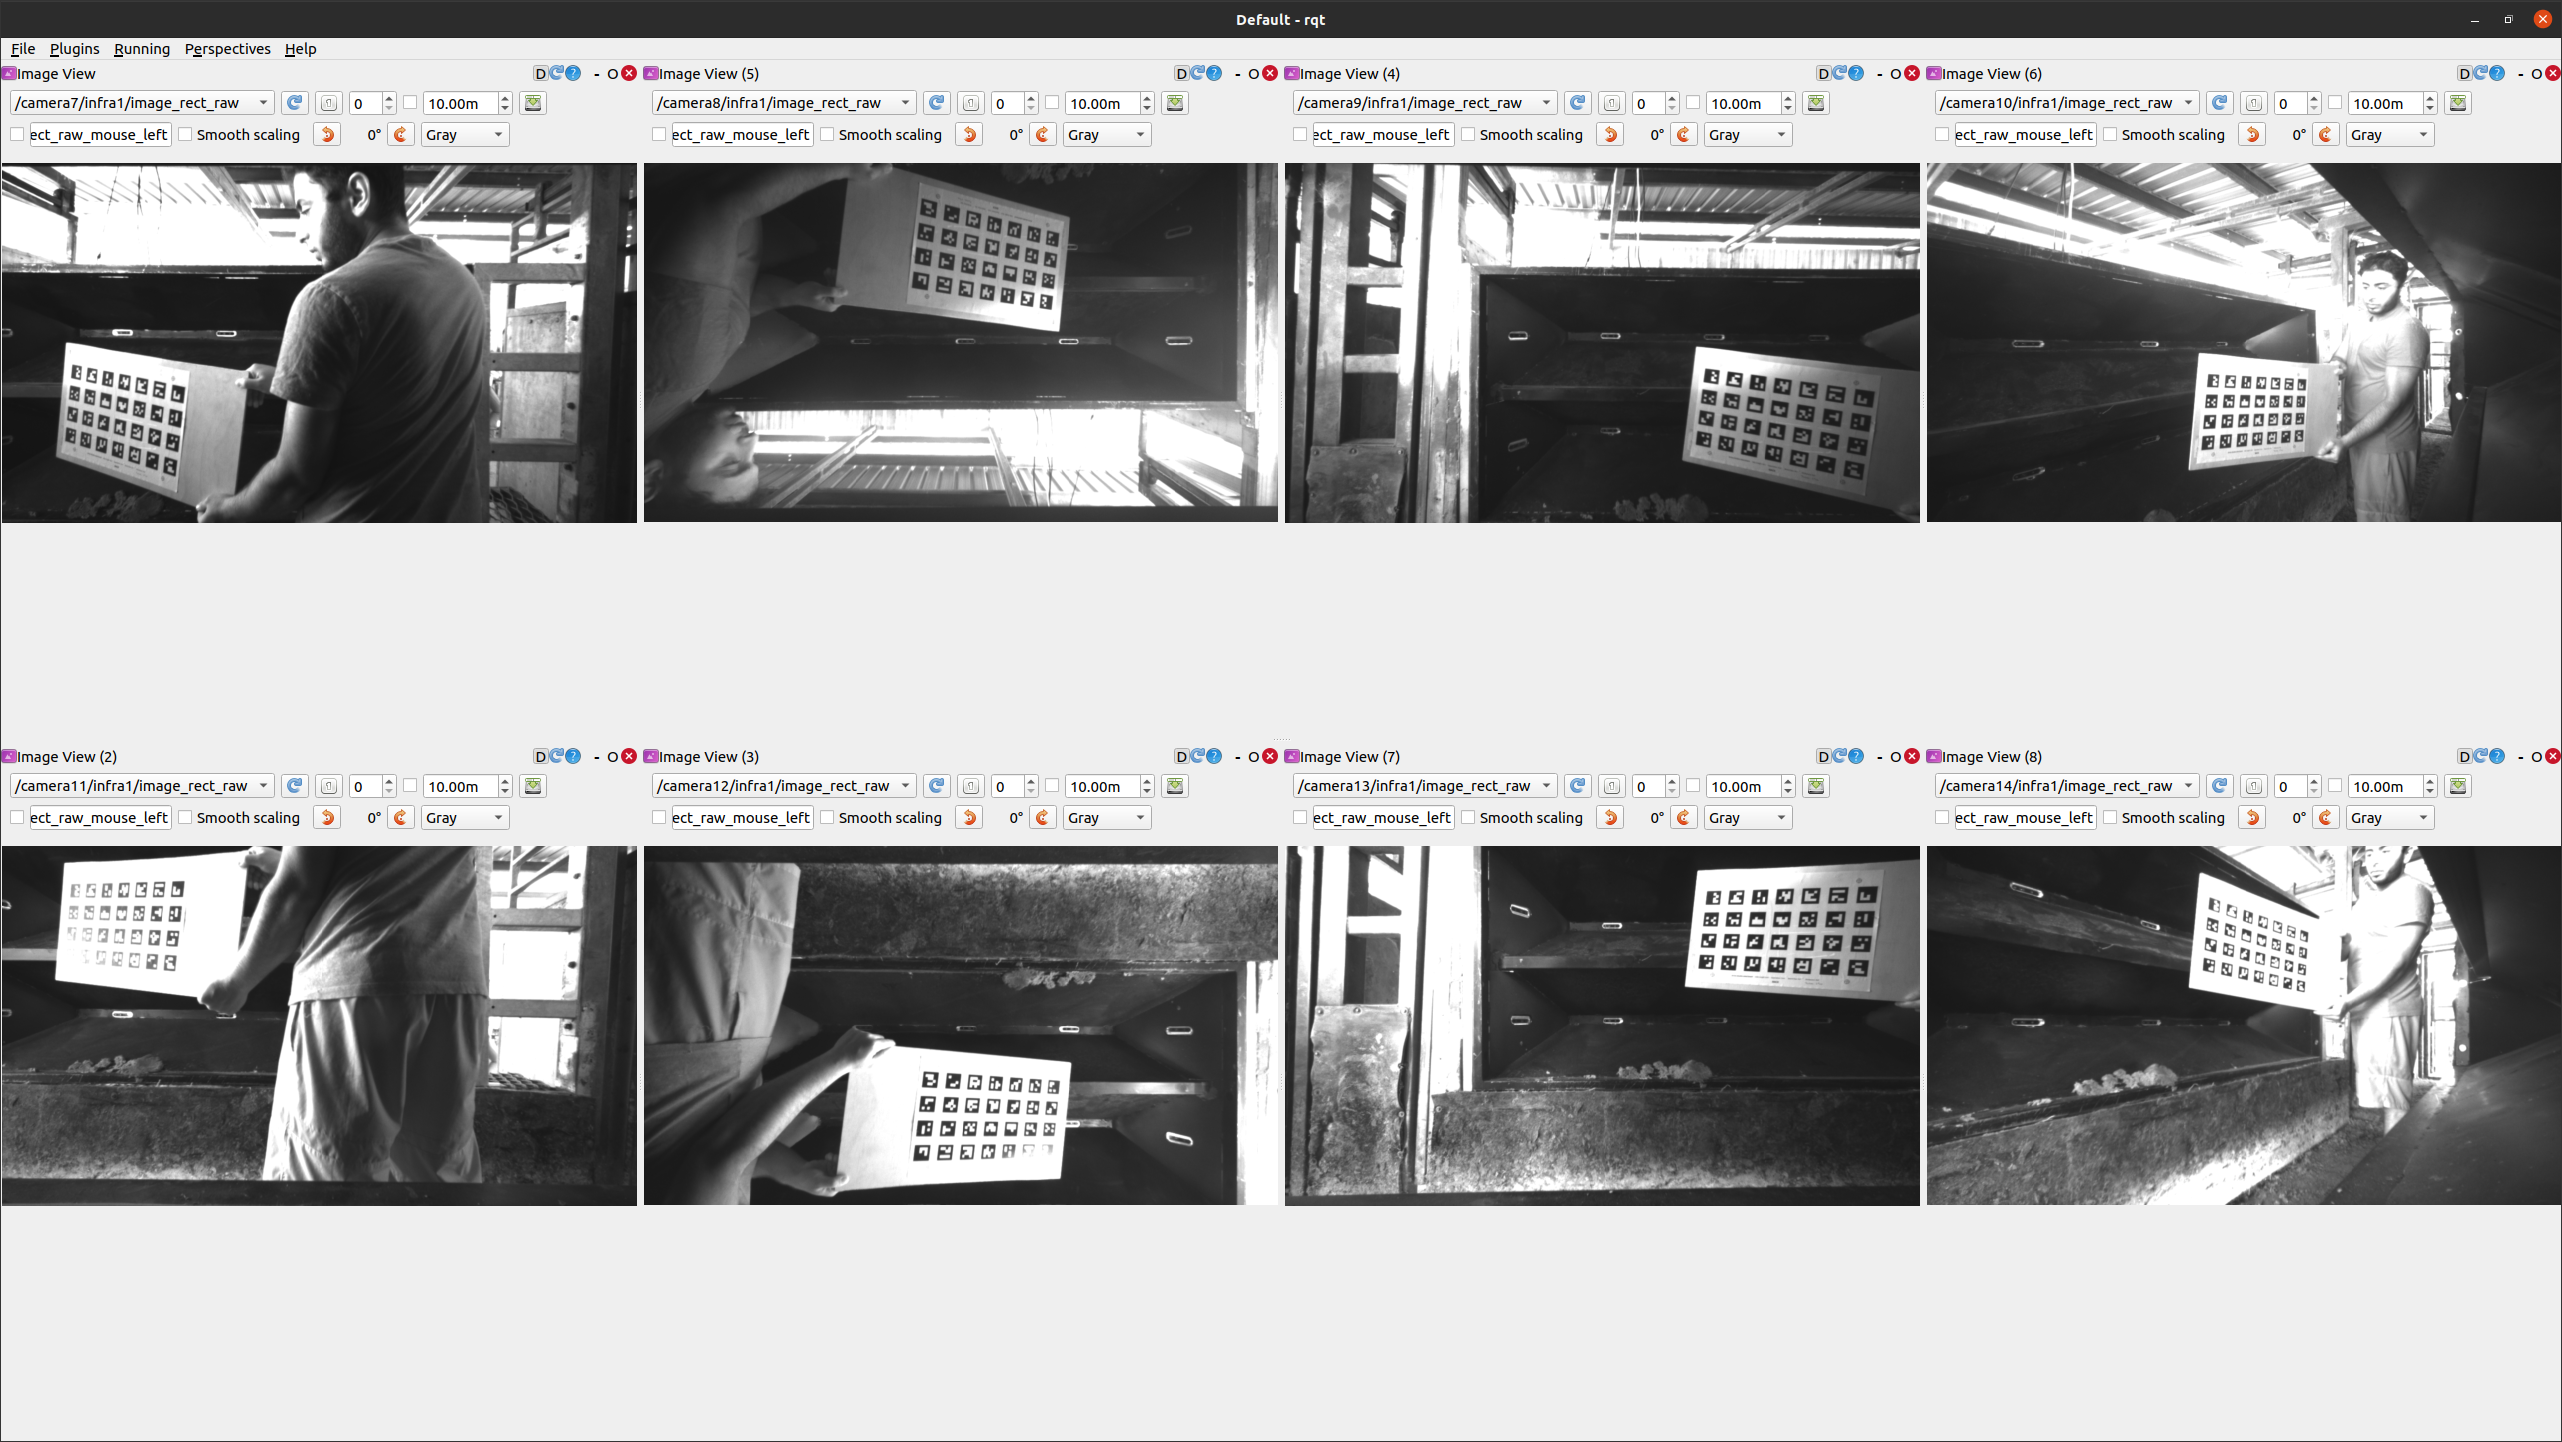 Default - rqt
File Plugins Running Perspectives Help
Image View D - O
/camera7/infra1/image_rect_raw 0 10.00m
ect_raw_mouse_left Smooth scaling 0° Gray
Image View (5) D - O
/camera8/infra1/image_rect_raw 0 10.00m
ect_raw_mouse_left Smooth scaling 0° Gray
Image View (4) D - O
/camera9/infra1/image_rect_raw 0 10.00m
ect_raw_mouse_left Smooth scaling 0° Gray
Image View (6) D - O
/camera10/infra1/image_rect_raw 0 10.00m
ect_raw_mouse_left Smooth scaling 0° Gray
Image View (2) D - O
/camera11/infra1/image_rect_raw 0 10.00m
ect_raw_mouse_left Smooth scaling 0° Gray
Image View (3) D - O
/camera12/infra1/image_rect_raw 0 10.00m
ect_raw_mouse_left Smooth scaling 0° Gray
Image View (7) D - O
/camera13/infra1/image_rect_raw 0 10.00m
ect_raw_mouse_left Smooth scaling 0° Gray
Image View (8) D - O
/camera14/infra1/image_rect_raw 0 10.00m
ect_raw_mouse_left Smooth scaling 0° Gray